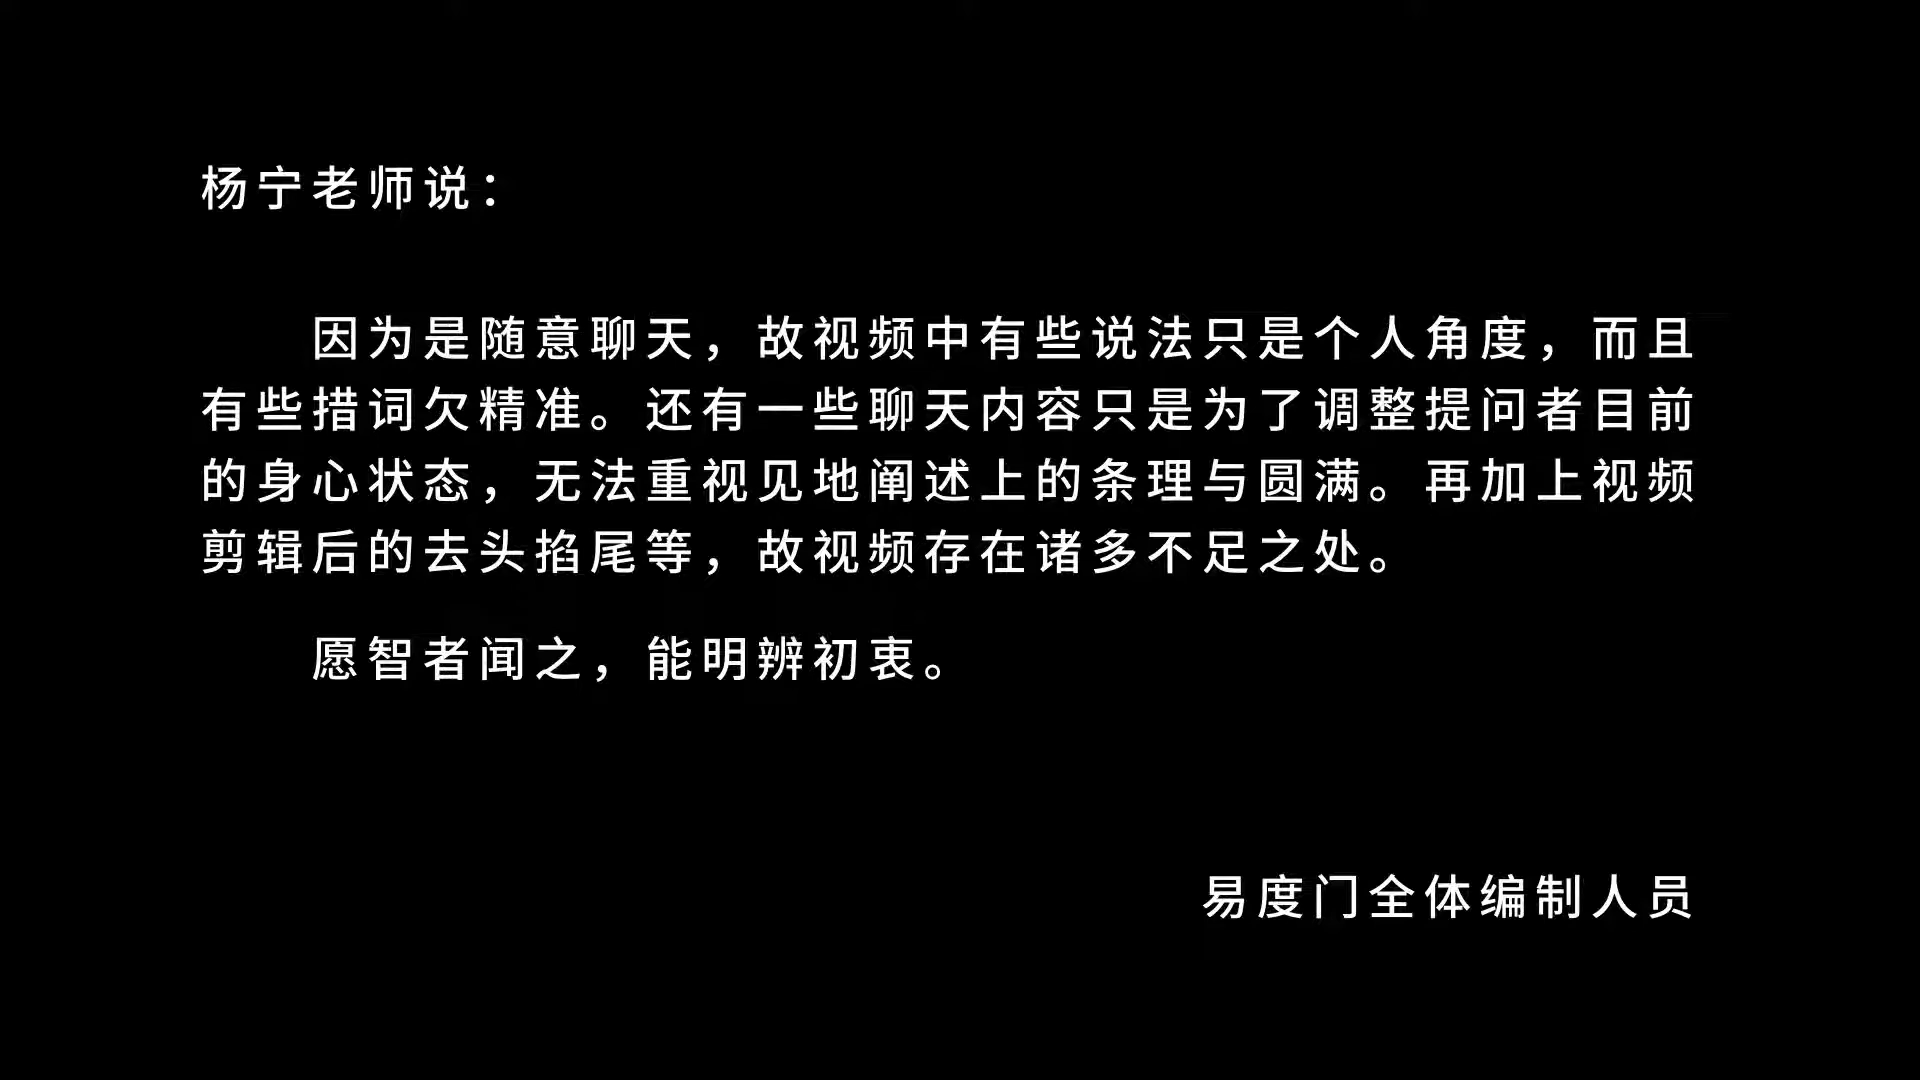 杨宁老师说：
因为是随意聊天，故视频中有些说法只是个人角度，而且
有些措词欠精准。还有一些聊天内容只是为了调整提问者目前
的身心状态，无法重视见地阐述上的条理与圆满。再加上视频
剪辑后的去头掐尾等，故视频存在诸多不足之处。
愿智者闻之，能明辨初衷。
易度门全体编制人员